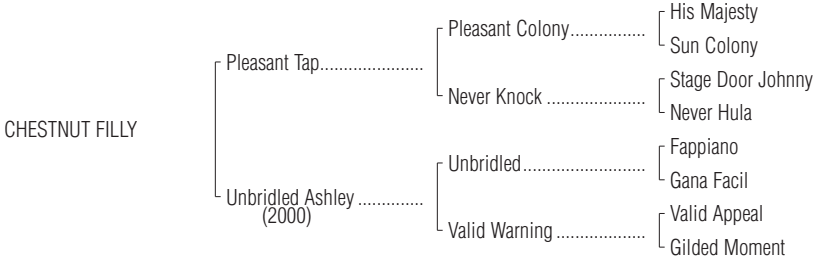 His Majesty
Pleasant Colony................
Sun Colony
Pleasant Tap......................
Stage Door Johnny
Never Knock .....................
Never Hula
CHESTNUT FILLY
Fappiano
Unbridled..........................
Gana Facil
Unbridled Ashley ..............
(2000)
Valid Appeal
Valid Warning ...................
Gilded Moment